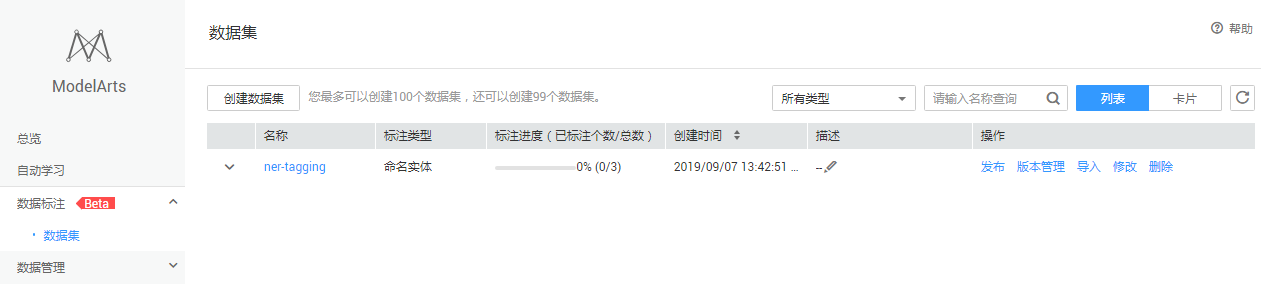 ModelArts
总览
自动学习
数据标注 Beta
数据集
数据管理
数据集
帮助
创建数据集 您最多可以创建100个数据集，还可以创建99个数据集。 所有类型 请输入名称查询 列表 卡片
名称 标注类型 标注进度（已标注个数/总数） 创建时间 描述 操作
ner-tagging 命名实体 0% (0/3) 2019/09/07 13:42:51 ... -- 发布 版本管理 导入 修改 删除